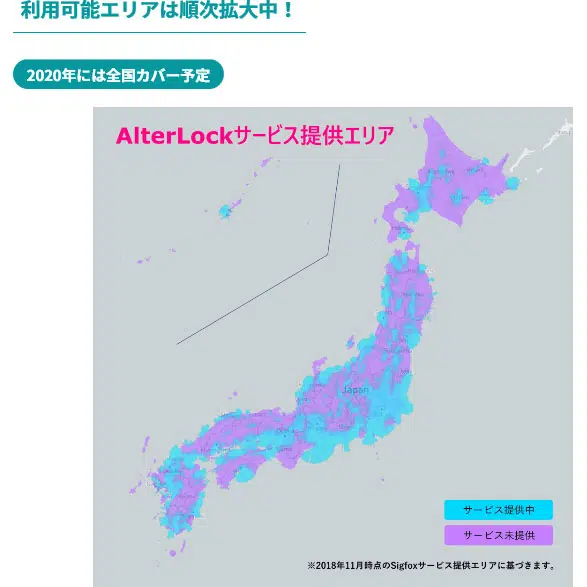 利用可能エリアは順次拡大中！
2020年には全国カバー予定
AlterLockサービス提供エリア
Japan
サービス提供中
サービス未提供
※2018年11月時点のSigfoxサービス提供エリアに基づきます。